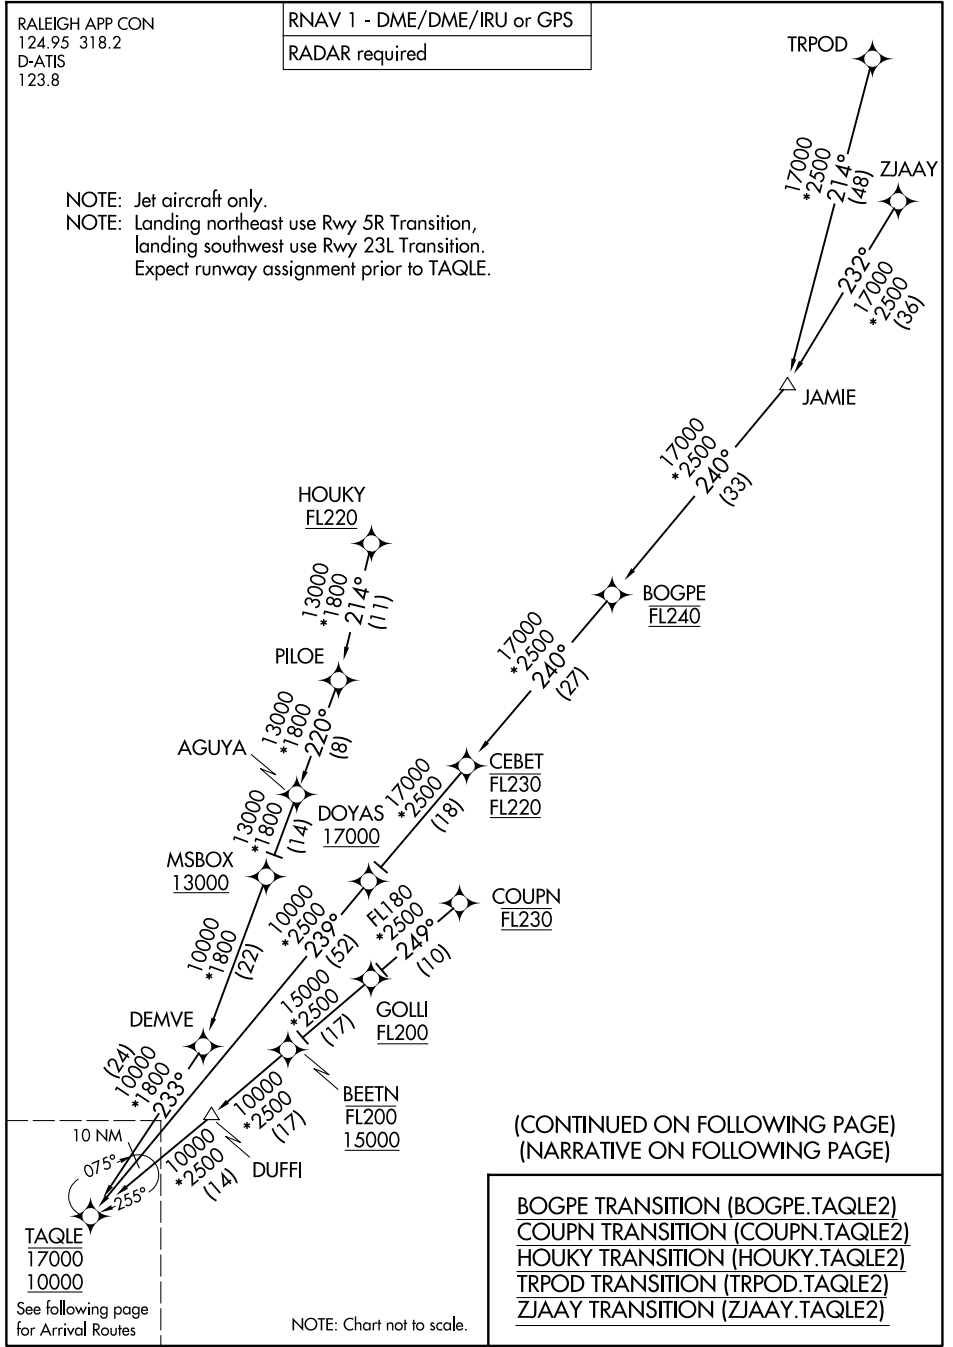 RALEIGH APP CON
124.95 318.2
D-ATIS
123.8
RNAV 1 - DME/DME/IRU or GPS
RADAR required
NOTE: Jet aircraft only.
NOTE: Landing northeast use Rwy 5R Transition,
landing southwest use Rwy 23L Transition.
Expect runway assignment prior to TAQLE.
TRPOD
17000
*2500
214°
(48)
ZJAAY
232°
17000
*2500
(36)
JAMIE
17000
*2500
240°
(33)
HOUKY
FL220
13000
*1800
214°
(11)
BOGPE
FL240
17000
*2500
240°
(27)
PILOE
13000
*1800
220°
(8)
AGUYA
CEBET
FL230
FL220
17000
*2500
(18)
13000
*1800
(14)
DOYAS
17000
MSBOX
13000
COUPN
FL230
FL180
*2500
249°
(10)
10000
*2500
239°
(52)
10000
*1800
(22)
GOLLI
FL200
15000
*2500
(17)
DEMVE
(24)
10000
*1800
233°
BEETN
FL200
15000
10000
*2500
(17)
DUFFI
10000
*2500
(14)
10 NM
075°
255°
TAQLE
17000
10000
See following page
for Arrival Routes
NOTE: Chart not to scale.
(CONTINUED ON FOLLOWING PAGE)
(NARRATIVE ON FOLLOWING PAGE)
BOGPE TRANSITION (BOGPE.TAQLE2)
COUPN TRANSITION (COUPN.TAQLE2)
HOUKY TRANSITION (HOUKY.TAQLE2)
TRPOD TRANSITION (TRPOD.TAQLE2)
ZJAAY TRANSITION (ZJAAY.TAQLE2)